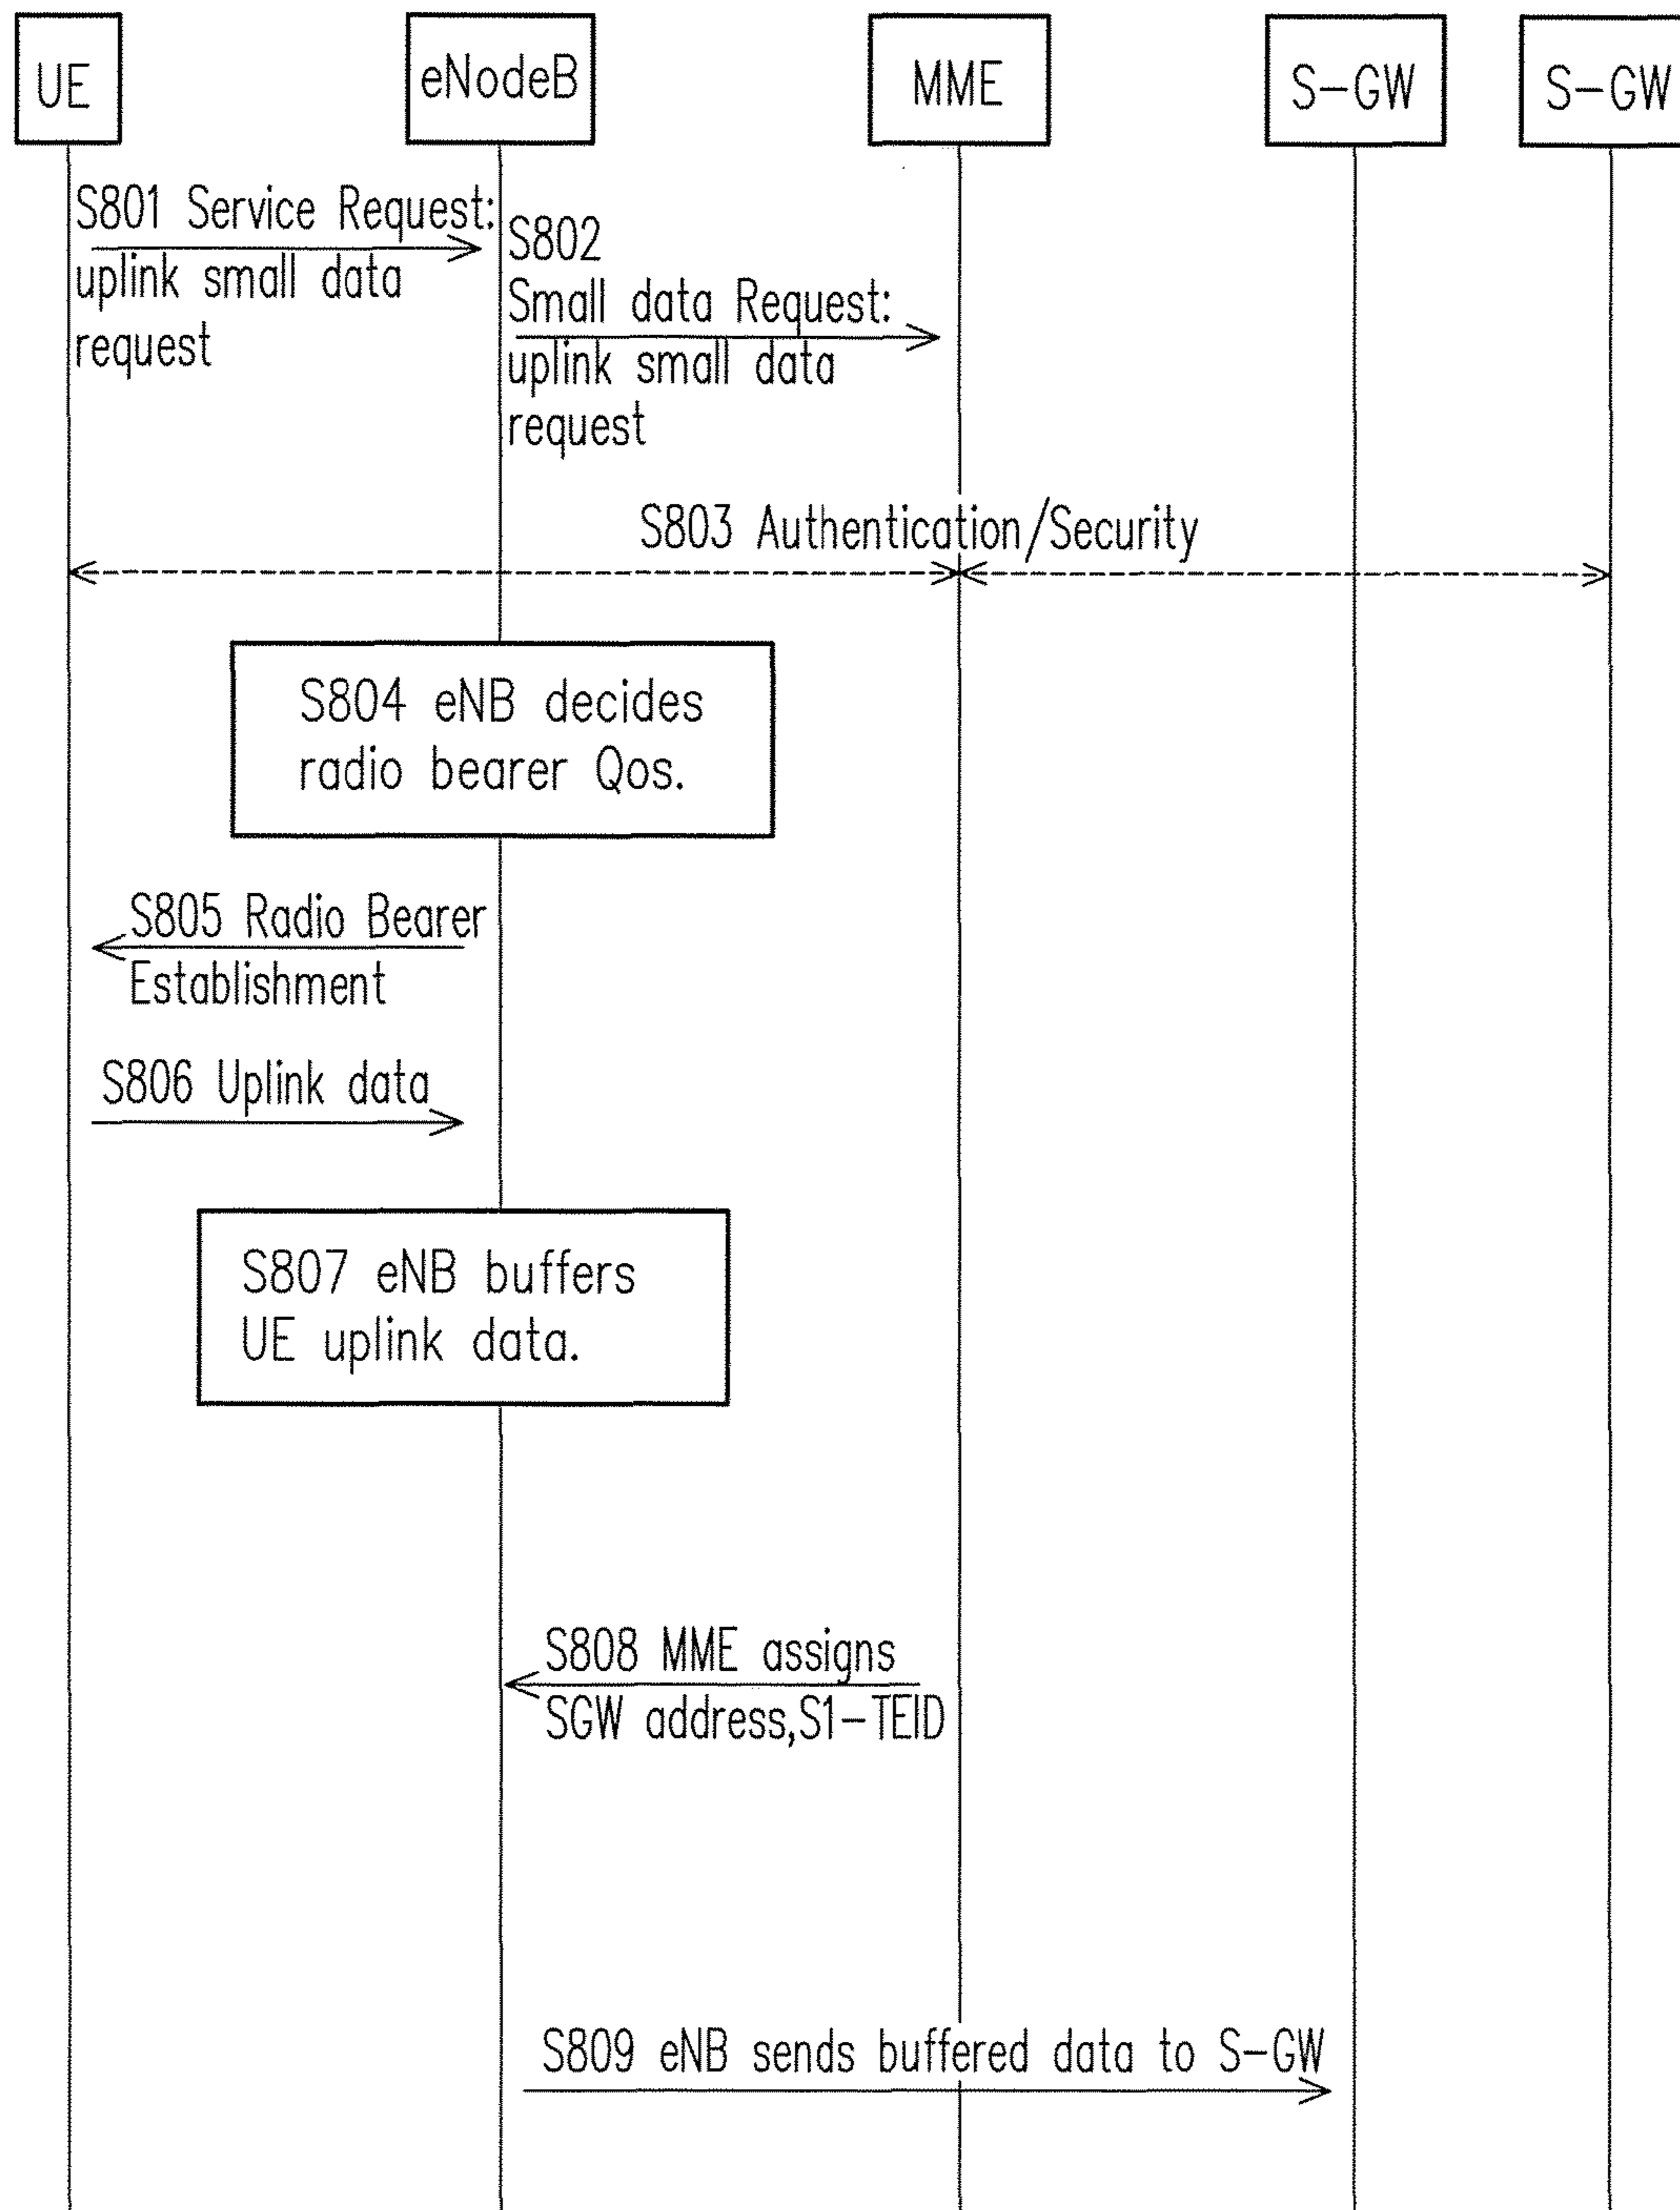 UE
eNodeB
MME
S-GW
S-GW
S801 Service Request:
uplink small data
request
S802
Small data Request:
uplink small data
request
S803 Authentication/Security
S804 eNB decides
radio bearer Qos.
S805 Radio Bearer
Establishment
S806 Uplink data
S807 eNB buffers
UE uplink data.
S808 MME assigns
SGW address,S1-TEID
S809 eNB sends buffered data to S-GW